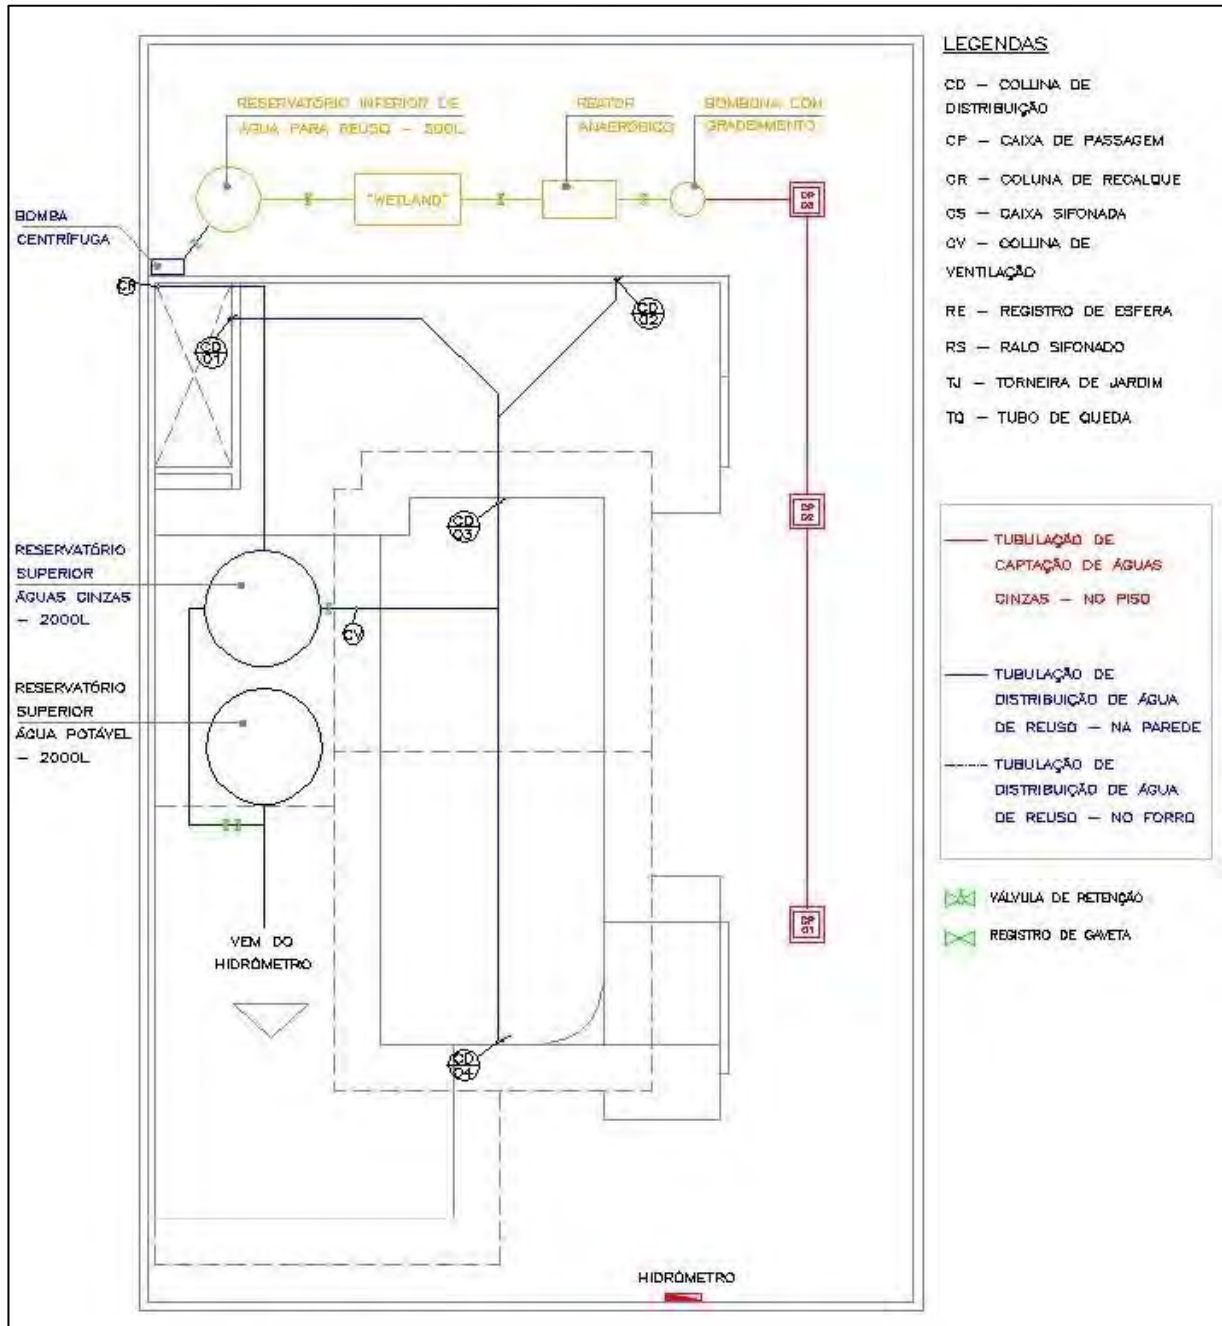 RESERVATÓRIO INFERIOR DE
ÁGUA PARA REUSO – 500L
REATOR
ANAERÓBICO
BOMBONA COM
GRADEAMENTO
"WETLAND"
CP
03
BOMBA
CENTRÍFUGA
CR
CD
01
CD
02
CD
03
CP
02
RESERVATÓRIO
SUPERIOR
ÁGUAS CINZAS
– 2000L
CV
RESERVATÓRIO
SUPERIOR
ÁGUA POTÁVEL
– 2000L
VEM DO
HIDRÔMETRO
CP
01
CD
04
HIDRÔMETRO
LEGENDAS
CD – COLUNA DE
DISTRIBUIÇÃO
CP – CAIXA DE PASSAGEM
CR – COLUNA DE RECALQUE
CS – CAIXA SIFONADA
CV – COLUNA DE
VENTILAÇÃO
RE – REGISTRO DE ESFERA
RS – RALO SIFONADO
TJ – TORNEIRA DE JARDIM
TQ – TUBO DE QUEDA
TUBULAÇÃO DE
CAPTAÇÃO DE ÁGUAS
CINZAS – NO PISO
TUBULAÇÃO DE
DISTRIBUIÇÃO DE ÁGUA
DE REUSO – NA PAREDE
TUBULAÇÃO DE
DISTRIBUIÇÃO DE ÁGUA
DE REUSO – NO FORRO
VÁLVULA DE RETENÇÃO
REGISTRO DE GAVETA